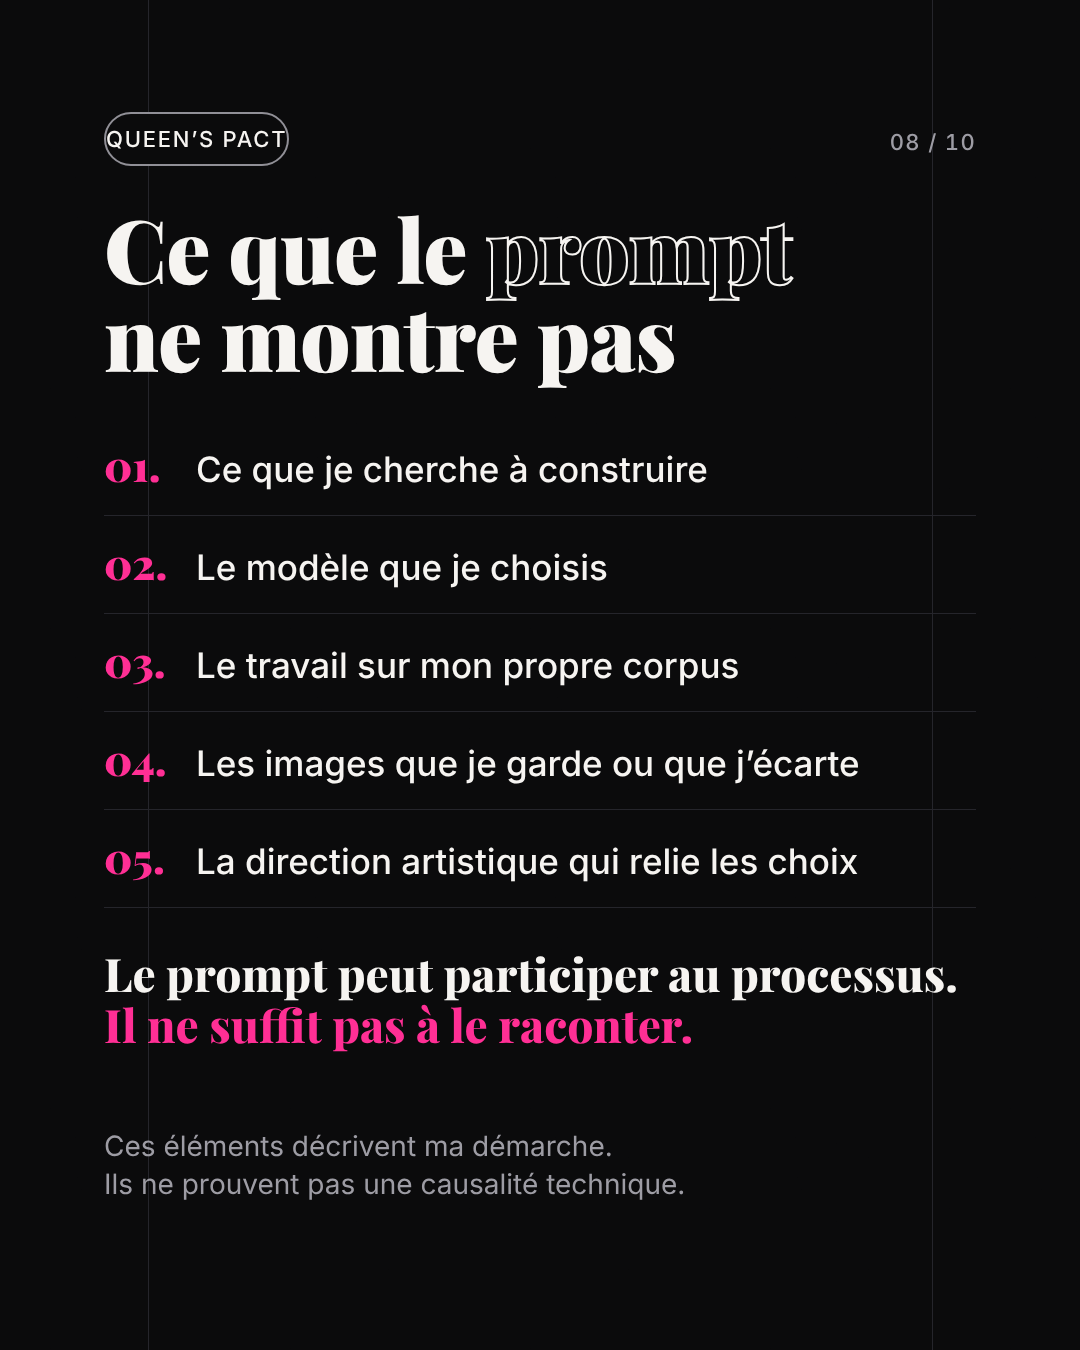 QUEEN’S PACT
08 / 10
Ce que le prompt
ne montre pas
01. Ce que je cherche à construire
02. Le modèle que je choisis
03. Le travail sur mon propre corpus
04. Les images que je garde ou que j’écarte
05. La direction artistique qui relie les choix
Le prompt peut participer au processus.
Il ne suffit pas à le raconter.
Ces éléments décrivent ma démarche.
Ils ne prouvent pas une causalité technique.